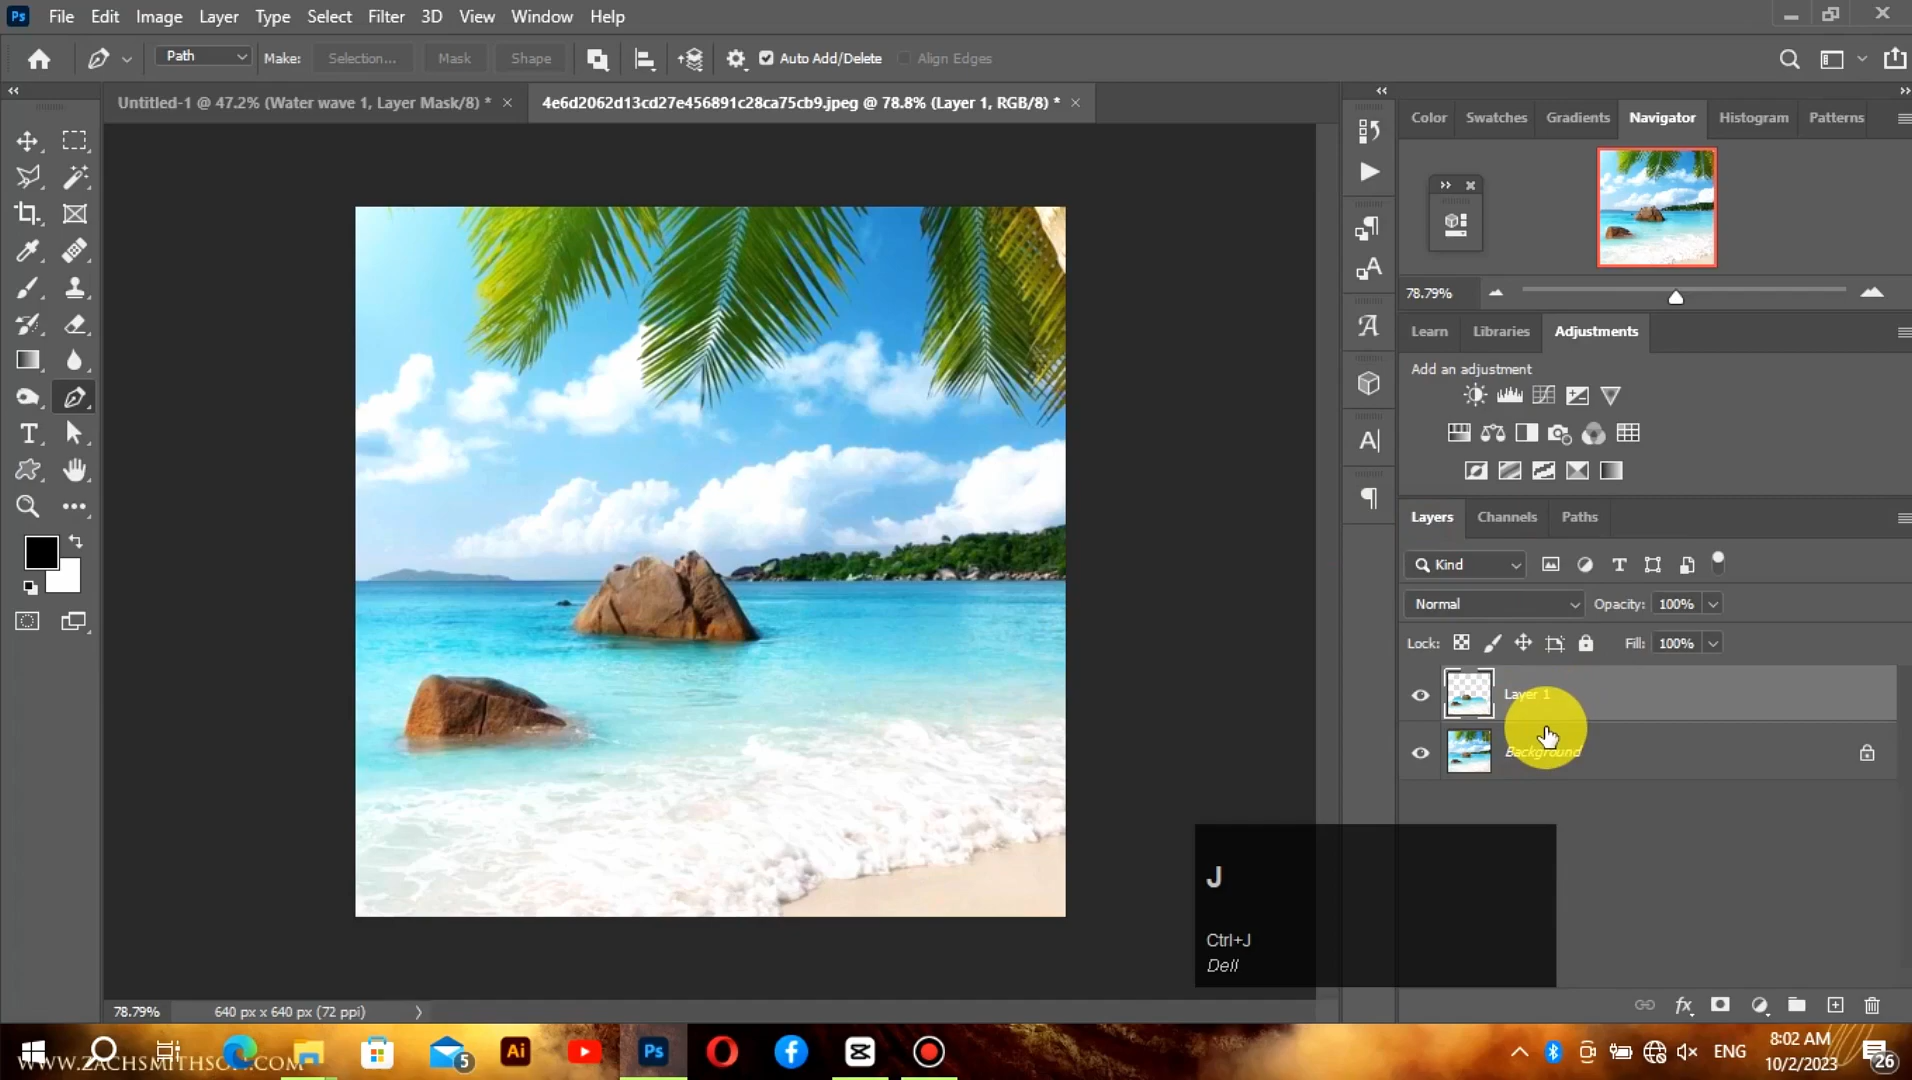 Ps File Edit Image Layer Type Select Filter 3D View Window Help
Path Make: Selection... Mask Shape Auto Add/Delete Align Edges
Untitled-1 @ 47.2% (Water wave 1, Layer Mask/8) * × 4e6d2062d13cd27e456891c28ca75cb9.jpeg @ 78.8% (Layer 1, RGB/8) * ×
Color Swatches Gradients Navigator Histogram Patterns
78.79%
Learn Libraries Adjustments
Add an adjustment
Layers Channels Paths
Kind
Normal Opacity: 100%
Lock: Fill: 100%
Layer 1
Background
J
Ctrl+J
Dell
78.79% 640 px x 640 px (72 ppi)
WWW.ZACHSMITHSON.COM
5
Ai
Ps
ENG
8:02 AM
10/2/2023
26